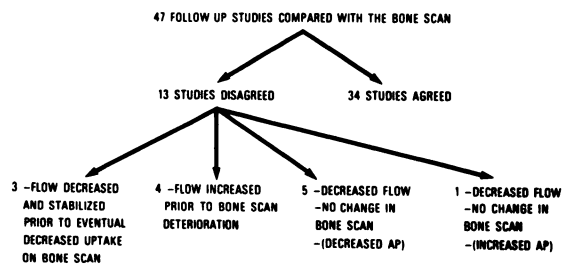 47 FOLLOW UP STUDIES COMPARED WITH THE BONE SCAN
13 STUDIES DISAGREED
34 STUDIES AGREED
3 -FLOW DECREASED
AND STABILIZED
PRIOR TO EVENTUAL
DECREASED UPTAKE
ON BONE SCAN
4 -FLOW INCREASED
PRIOR TO BONE SCAN
DETERIORATION
5 -DECREASED FLOW
-NO CHANGE IN
BONE SCAN
-(DECREASED AP)
1 -DECREASED FLOW
-NO CHANGE IN
BONE SCAN
-(INCREASED AP)